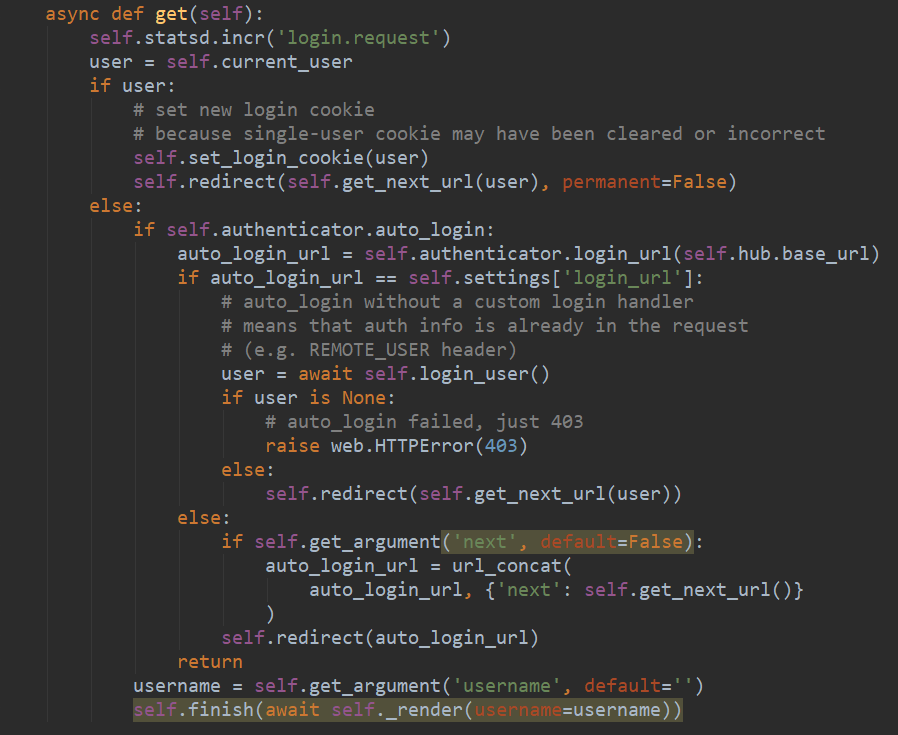 async def get(self):
    self.statsd.incr('login.request')
    user = self.current_user
    if user:
        # set new login cookie
        # because single-user cookie may have been cleared or incorrect
        self.set_login_cookie(user)
        self.redirect(self.get_next_url(user), permanent=False)
    else:
        if self.authenticator.auto_login:
            auto_login_url = self.authenticator.login_url(self.hub.base_url)
            if auto_login_url == self.settings['login_url']:
                # auto_login without a custom login handler
                # means that auth info is already in the request
                # (e.g. REMOTE_USER header)
                user = await self.login_user()
                if user is None:
                    # auto_login failed, just 403
                    raise web.HTTPError(403)
                else:
                    self.redirect(self.get_next_url(user))
            else:
                if self.get_argument('next', default=False):
                    auto_login_url = url_concat(
                        auto_login_url, {'next': self.get_next_url()}
                    )
                self.redirect(auto_login_url)
            return
        username = self.get_argument('username', default='')
        self.finish(await self._render(username=username))